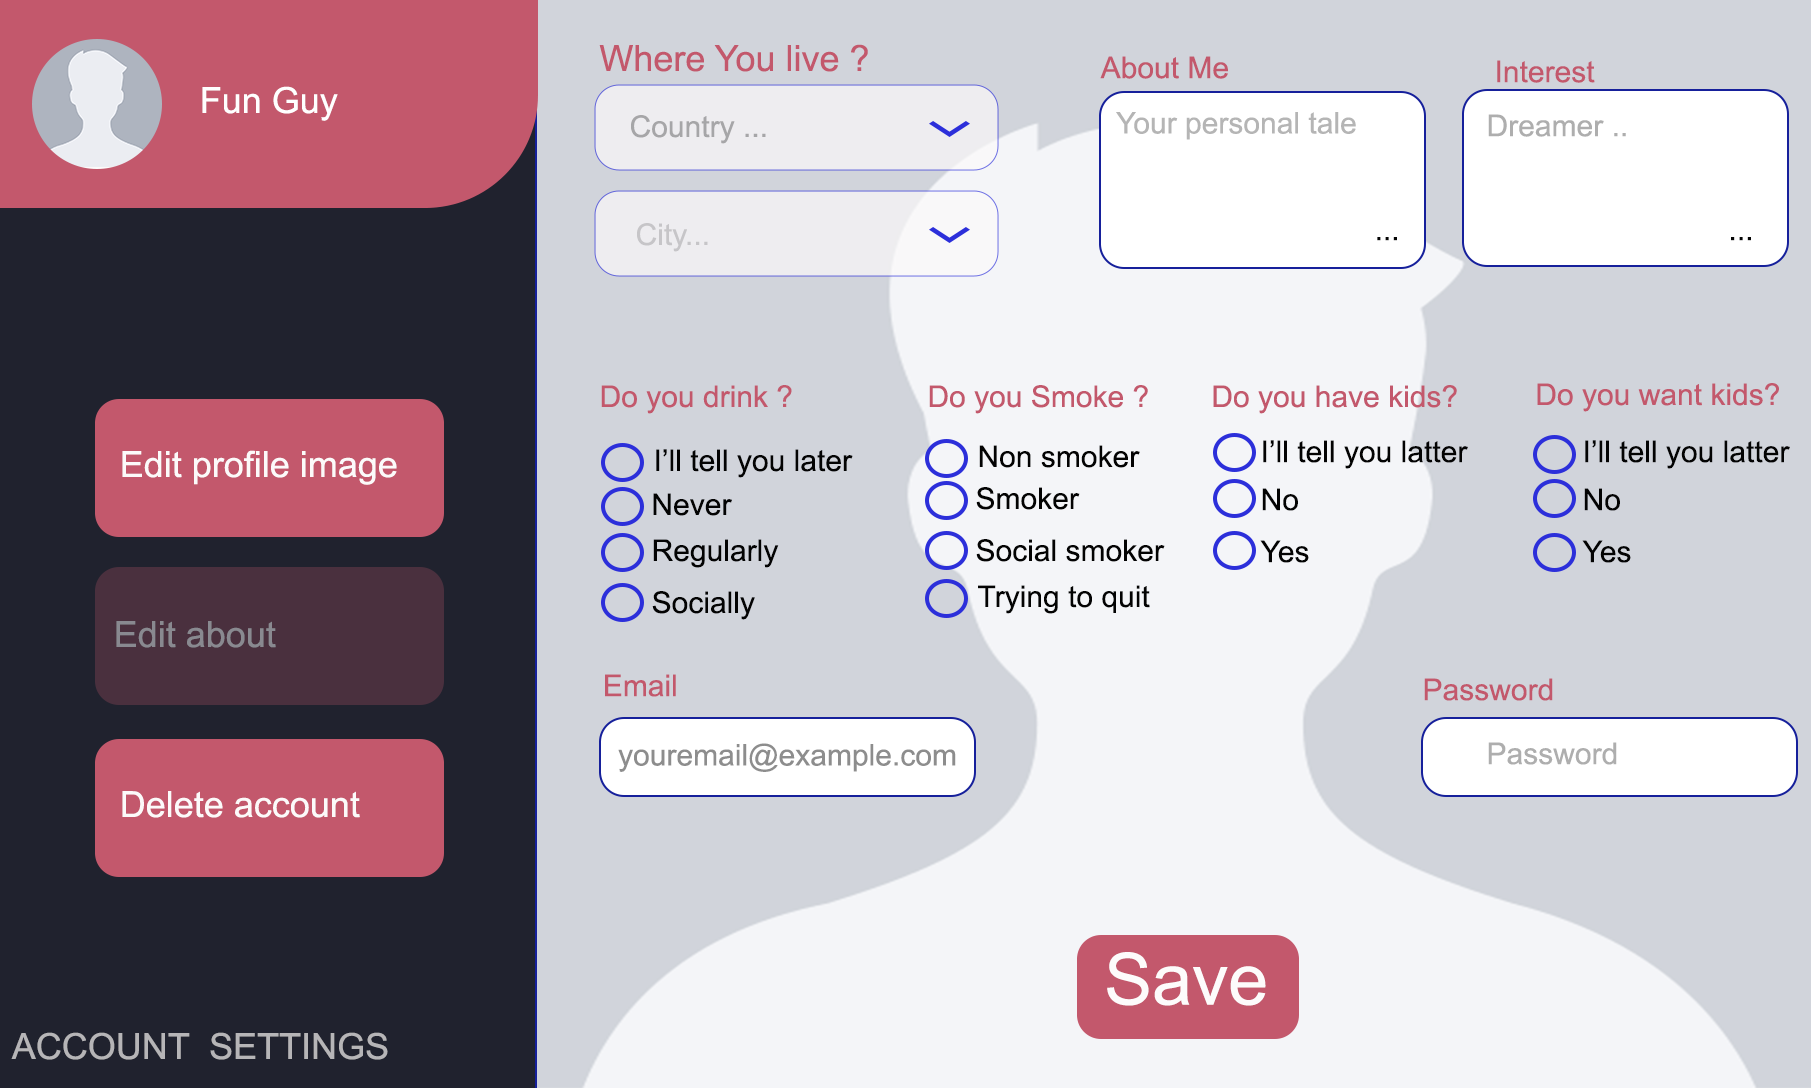 Fun Guy
Edit profile image
Edit about
Delete account
ACCOUNT SETTINGS
Where You live ?
Country ...
City...
About Me
Your personal tale
...
Interest
Dreamer ..
...
Do you drink ?
I’ll tell you later
Never
Regularly
Socially
Do you Smoke ?
Non smoker
Smoker
Social smoker
Trying to quit
Do you have kids?
I’ll tell you latter
No
Yes
Do you want kids?
I’ll tell you latter
No
Yes
Email
youremail@example.com
Password
Password
Save